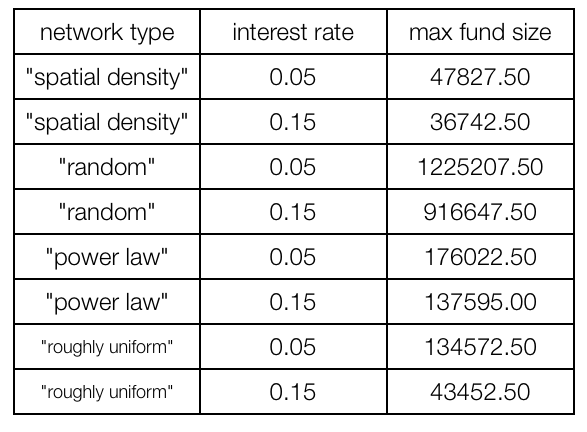 network type interest rate max fund size
"spatial density" 0.05 47827.50
"spatial density" 0.15 36742.50
"random" 0.05 1225207.50
"random" 0.15 916647.50
"power law" 0.05 176022.50
"power law" 0.15 137595.00
"roughly uniform" 0.05 134572.50
"roughly uniform" 0.15 43452.50